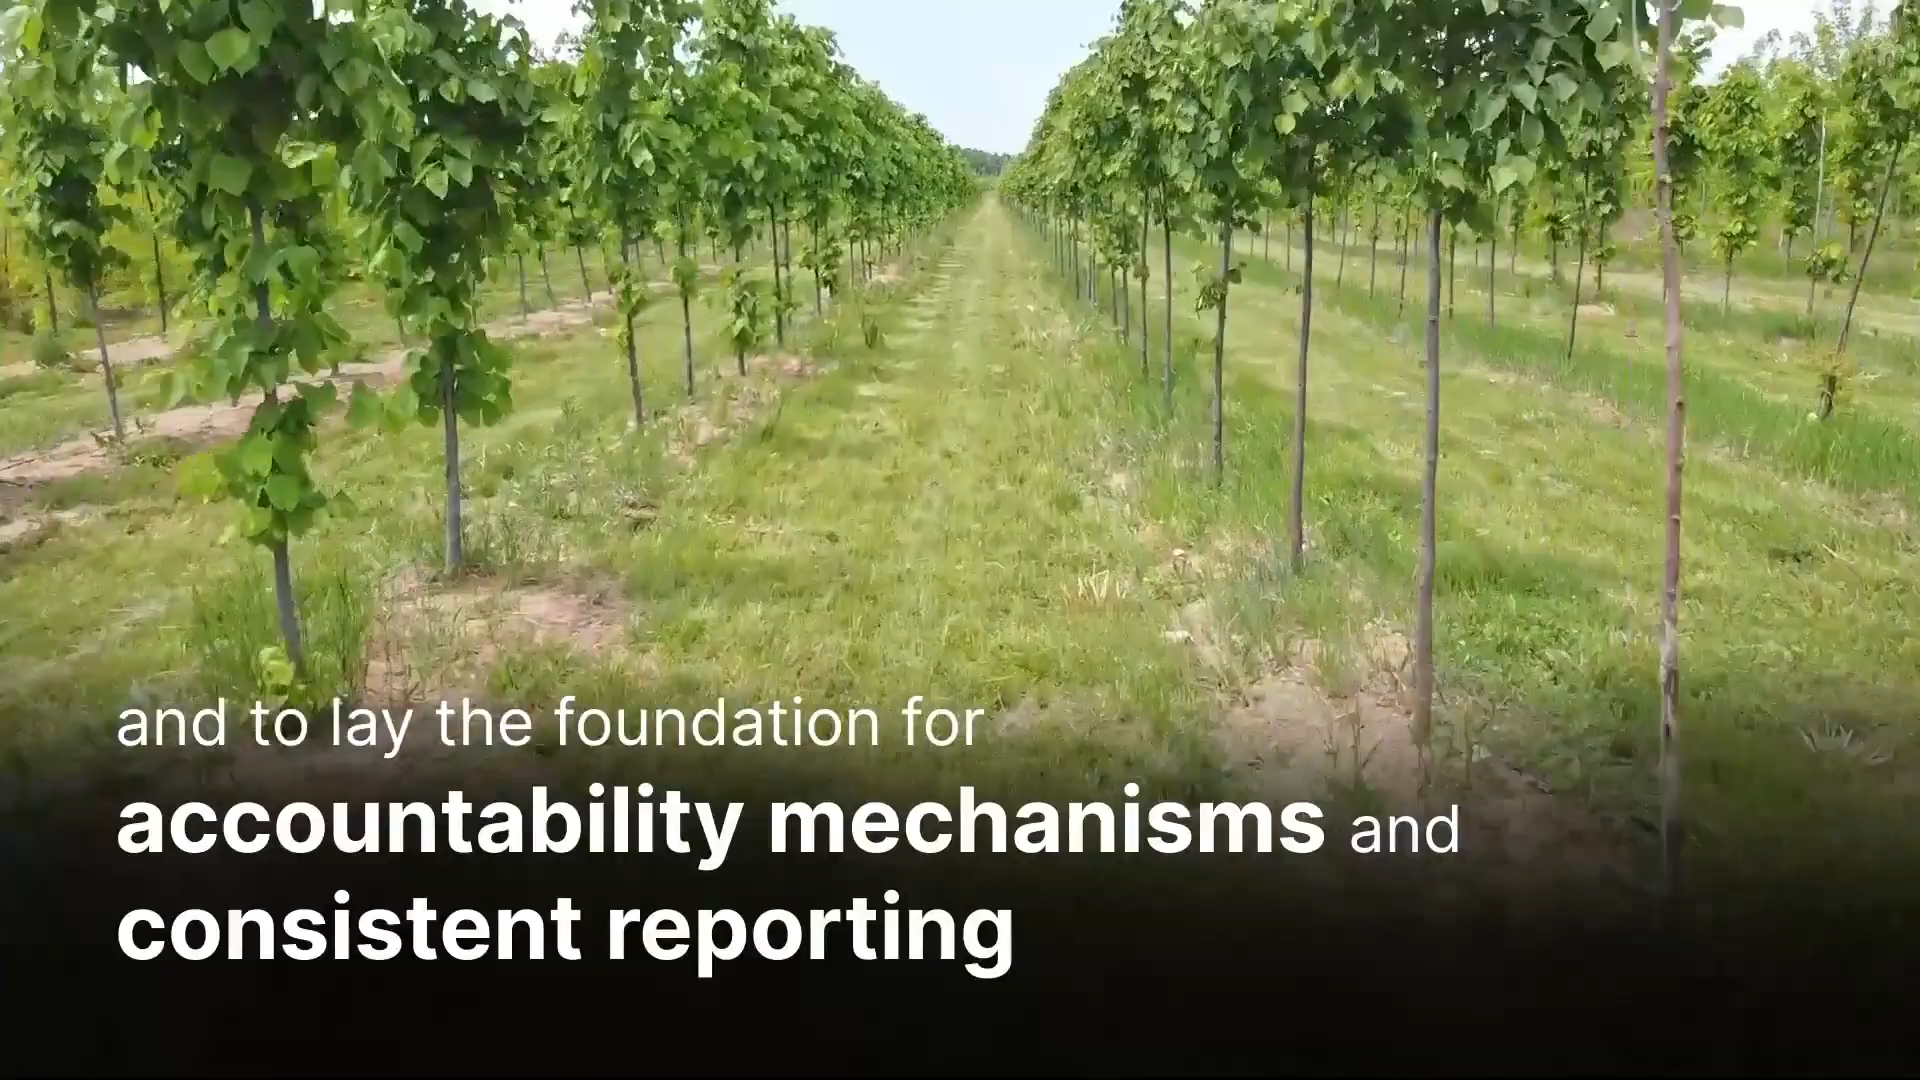 and to lay the foundation for
accountability mechanisms and
consistent reporting